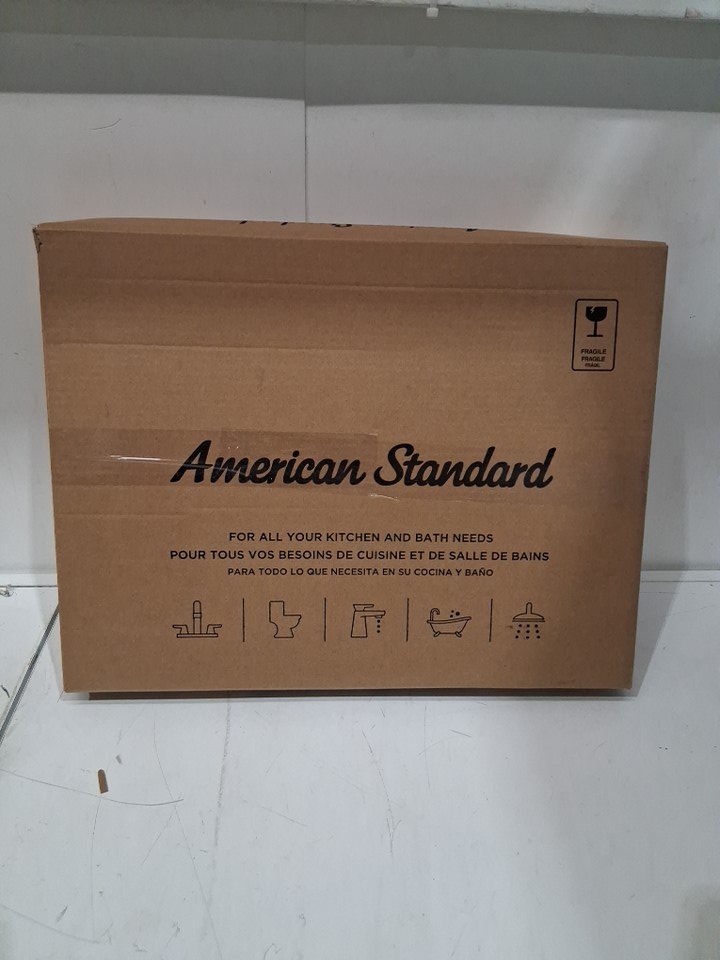 FRAGILE
FRAGILE
FRÁGIL
American Standard
FOR ALL YOUR KITCHEN AND BATH NEEDS
POUR TOUS VOS BESOINS DE CUISINE ET DE SALLE DE BAINS
PARA TODO LO QUE NECESITA EN SU COCINA Y BAÑO